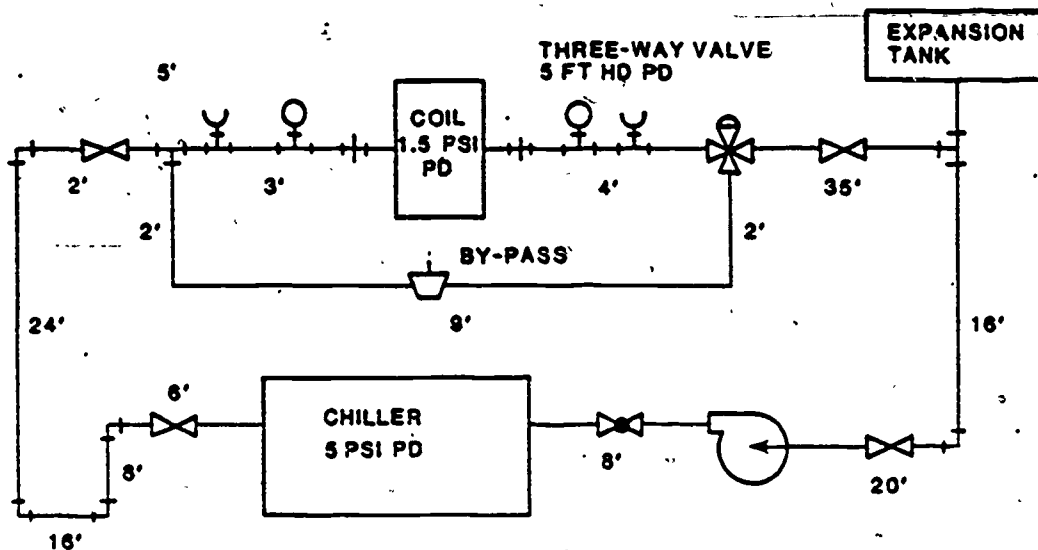 EXPANSION
TANK
THREE-WAY VALVE
5 FT HD PD
5'
COIL
1.5 PSI
PD
2'
3'
4'
35'
2'
2'
BY-PASS
9'
24'
16'
6'
CHILLER
5 PSI PD
8'
8'
20'
16'